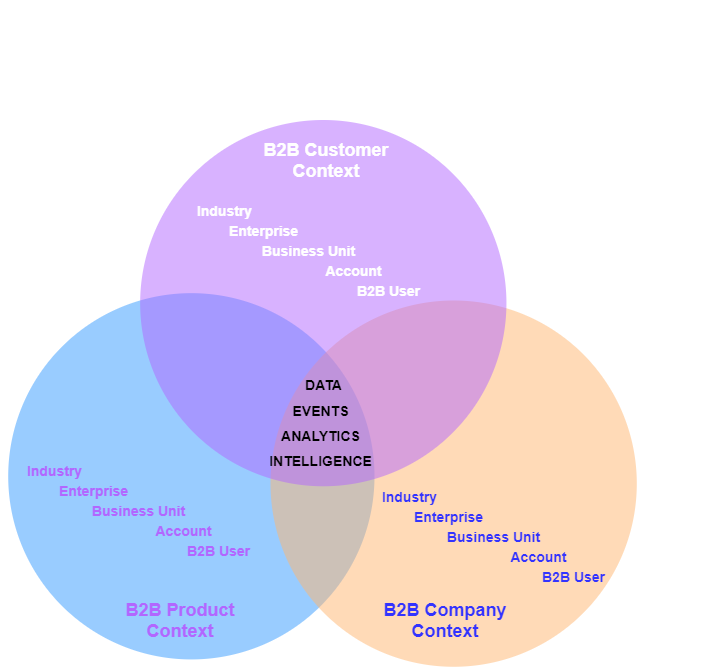 B2B Customer
Context
Industry
Enterprise
Business Unit
Account
B2B User
DATA
EVENTS
ANALYTICS
INTELLIGENCE
Industry
Enterprise
Business Unit
Account
B2B User
B2B Product
Context
Industry
Enterprise
Business Unit
Account
B2B User
B2B Company
Context